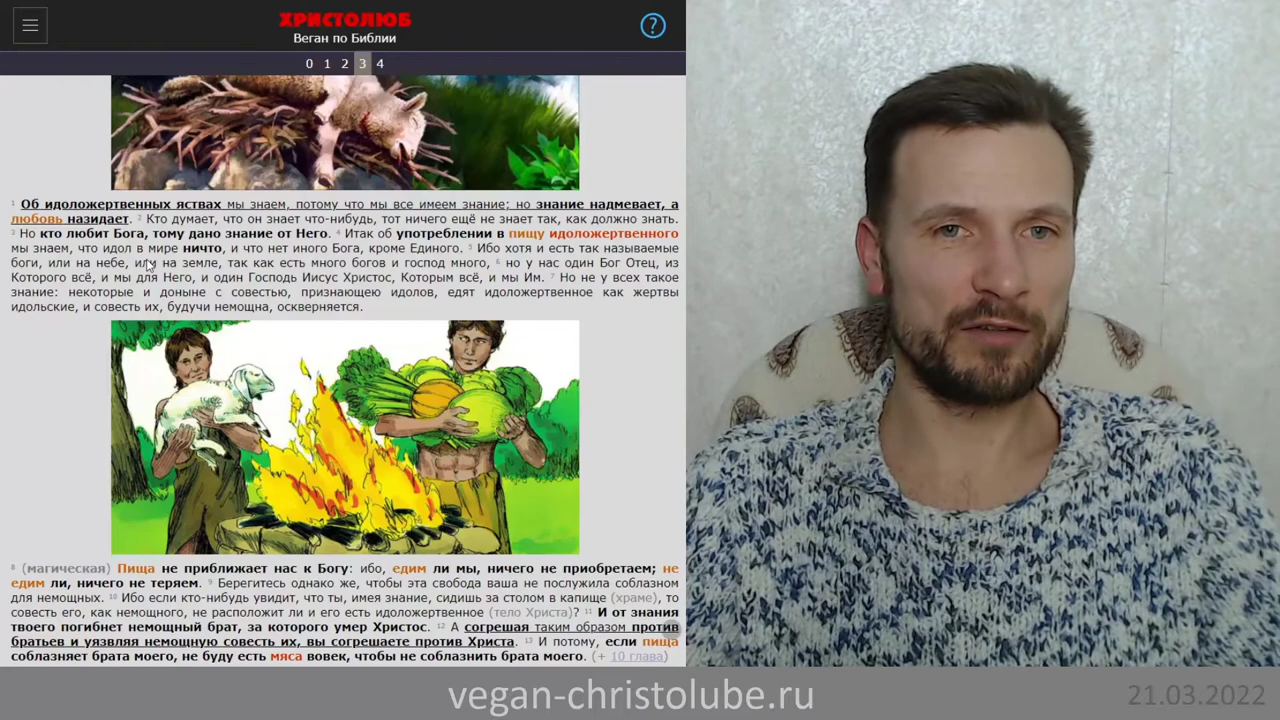 ХРИСТОЛЮБ
Веган по Библии
?
0 1 2 3 4
1 Об идоложертвенных яствах мы знаем, потому что мы все имеем знание; но знание надмевает, а
любовь назидает. 2 Кто думает, что он знает что-нибудь, тот ничего ещё не знает так, как должно знать.
3 Но кто любит Бога, тому дано знание от Него. 4 Итак об употреблении в пищу идоложертвенного
мы знаем, что идол в мире ничто, и что нет иного Бога, кроме Единого. 5 Ибо хотя и есть так называемые
боги, или на небе, или на земле, так как есть много богов и господ много, 6 но у нас один Бог Отец, из
Которого всё, и мы для Него, и один Господь Иисус Христос, Которым всё, и мы Им. 7 Но не у всех такое
знание: некоторые и доныне с совестью, признающею идолов, едят идоложертвенное как жертвы
идольские, и совесть их, будучи немощна, оскверняется.
8 (магическая) Пища не приближает нас к Богу: ибо, едим ли мы, ничего не приобретаем; не
едим ли, ничего не теряем. 9 Берегитесь однако же, чтобы эта свобода ваша не послужила соблазном
для немощных. 10 Ибо если кто-нибудь увидит, что ты, имея знание, сидишь за столом в капище (храме), то
совесть его, как немощного, не расположит ли и его есть идоложертвенное (тело Христа)? 11 И от знания
твоего погибнет немощный брат, за которого умер Христос. 12 А согрешая таким образом против
братьев и уязвляя немощную совесть их, вы согрешаете против Христа. 13 И потому, если пища
соблазняет брата моего, не буду есть мяса вовек, чтобы не соблазнить брата моего. (+ 10 глава)
vegan-christolube.ru
21.03.2022